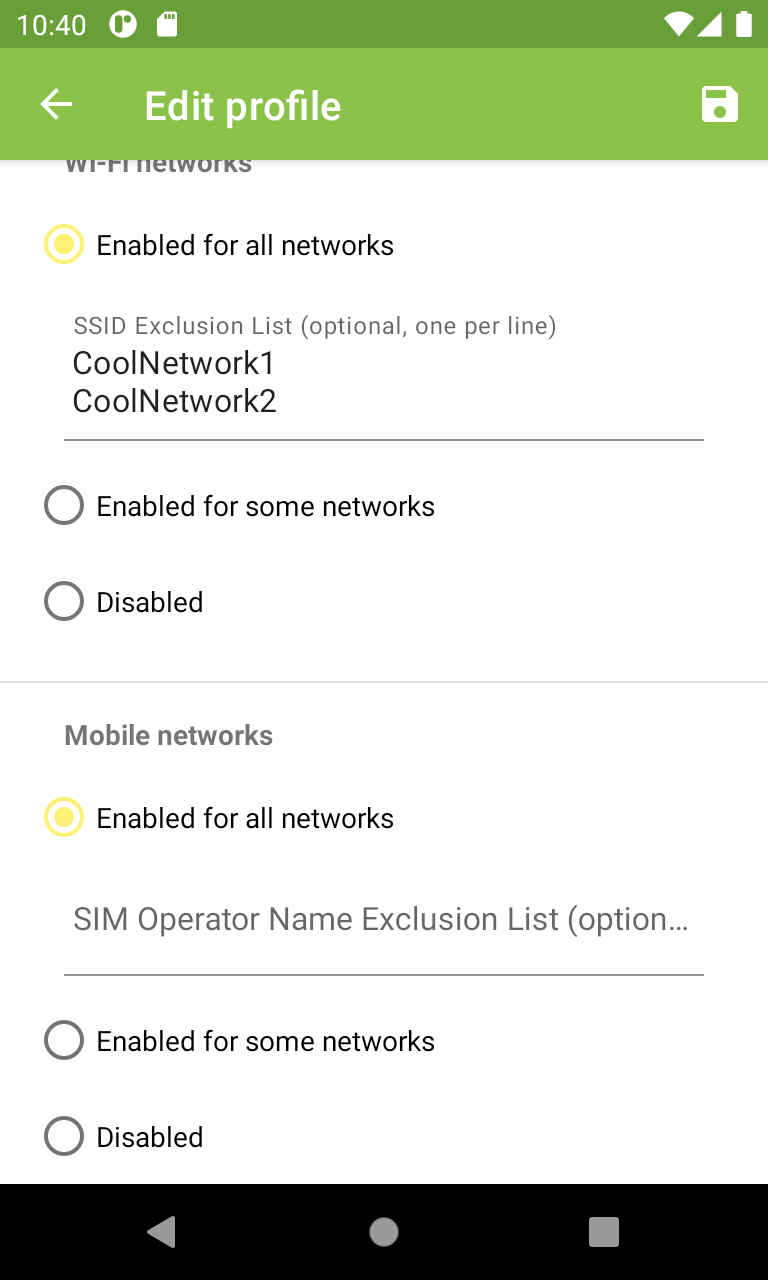 10:40
Edit profile
Wi-Fi networks
Enabled for all networks
SSID Exclusion List (optional, one per line)
CoolNetwork1
CoolNetwork2
Enabled for some networks
Disabled
Mobile networks
Enabled for all networks
SIM Operator Name Exclusion List (option…
Enabled for some networks
Disabled